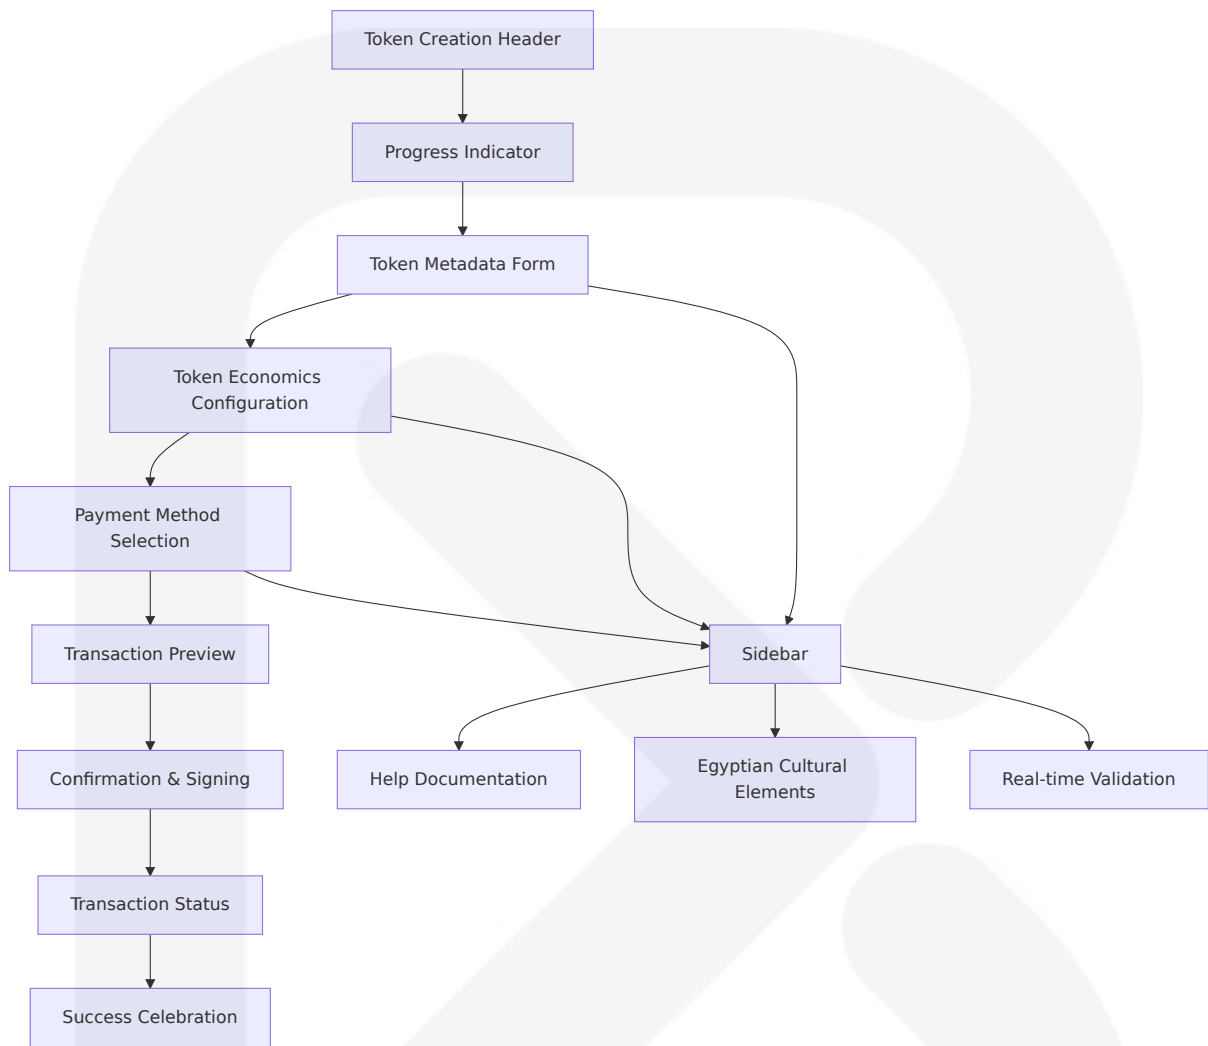 Token Creation Header
Progress Indicator
Token Metadata Form
Token Economics
Configuration
Payment Method
Selection
Transaction Preview
Sidebar
Confirmation & Signing
Help Documentation
Egyptian Cultural
Elements
Real-time Validation
Transaction Status
Success Celebration